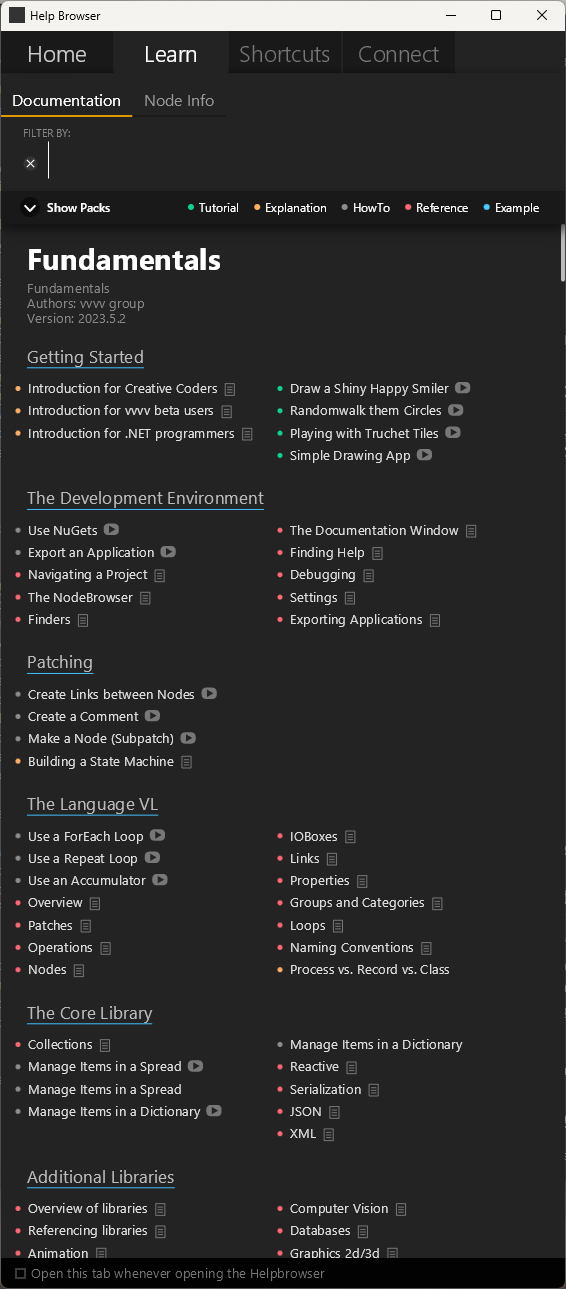 Help Browser
Home Learn Shortcuts Connect
Documentation Node Info
FILTER BY:
Show Packs Tutorial Explanation HowTo Reference Example
Fundamentals
Fundamentals
Authors: vvvv group
Version: 2023.5.2
Getting Started
Introduction for Creative Coders
Introduction for vvvv beta users
Introduction for .NET programmers
Draw a Shiny Happy Smiler
Randomwalk them Circles
Playing with Truchet Tiles
Simple Drawing App
The Development Environment
Use NuGets
Export an Application
Navigating a Project
The NodeBrowser
Finders
The Documentation Window
Finding Help
Debugging
Settings
Exporting Applications
Patching
Create Links between Nodes
Create a Comment
Make a Node (Subpatch)
Building a State Machine
The Language VL
Use a ForEach Loop
Use a Repeat Loop
Use an Accumulator
Overview
Patches
Operations
Nodes
IOBoxes
Links
Properties
Groups and Categories
Loops
Naming Conventions
Process vs. Record vs. Class
The Core Library
Collections
Manage Items in a Spread
Manage Items in a Spread
Manage Items in a Dictionary
Manage Items in a Dictionary
Reactive
Serialization
JSON
XML
Additional Libraries
Overview of libraries
Referencing libraries
Animation
Computer Vision
Databases
Graphics 2d/3d
Open this tab whenever opening the Helpbrowser